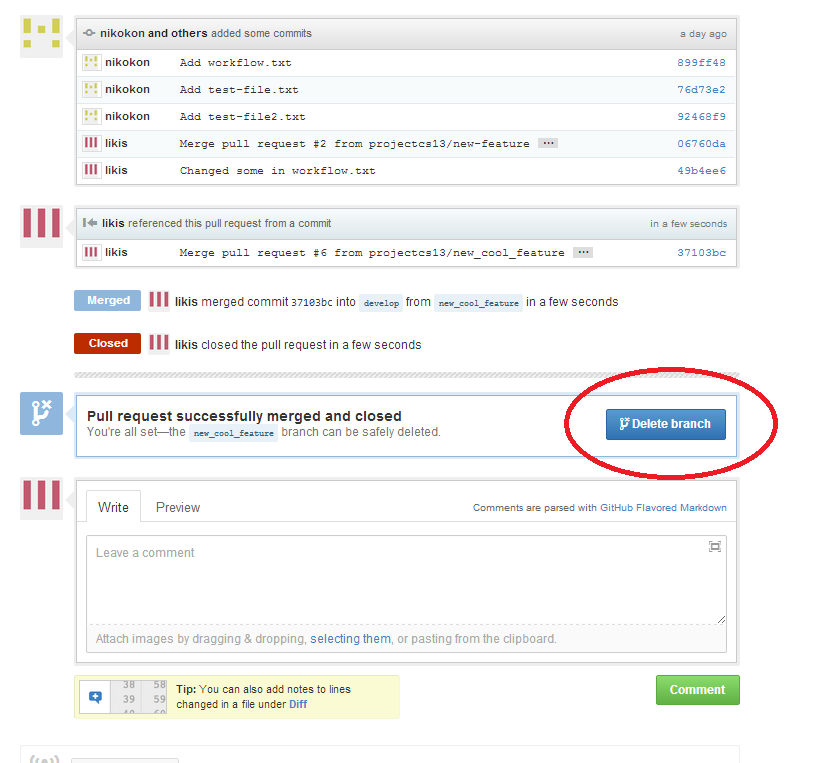 nikokon and others added some commits a day ago
nikokon Add workflow.txt 899ff48
nikokon Add test-file.txt 76d73e2
nikokon Add test-file2.txt 92468f9
likis Merge pull request #2 from projectcs13/new-feature ... 06760da
likis Changed some in workflow.txt 49b4ee6
likis referenced this pull request from a commit in a few seconds
likis Merge pull request #6 from projectcs13/new_cool_feature ... 37103bc
Merged likis merged commit 37103bc into develop from new_cool_feature in a few seconds
Closed likis closed the pull request in a few seconds
Pull request successfully merged and closed
You're all set—the new_cool_feature branch can be safely deleted.
Delete branch
Write Preview Comments are parsed with GitHub Flavored Markdown
Leave a comment
Attach images by dragging & dropping, selecting them, or pasting from the clipboard.
38 58
39 59
Tip: You can also add notes to lines
changed in a file under Diff
Comment